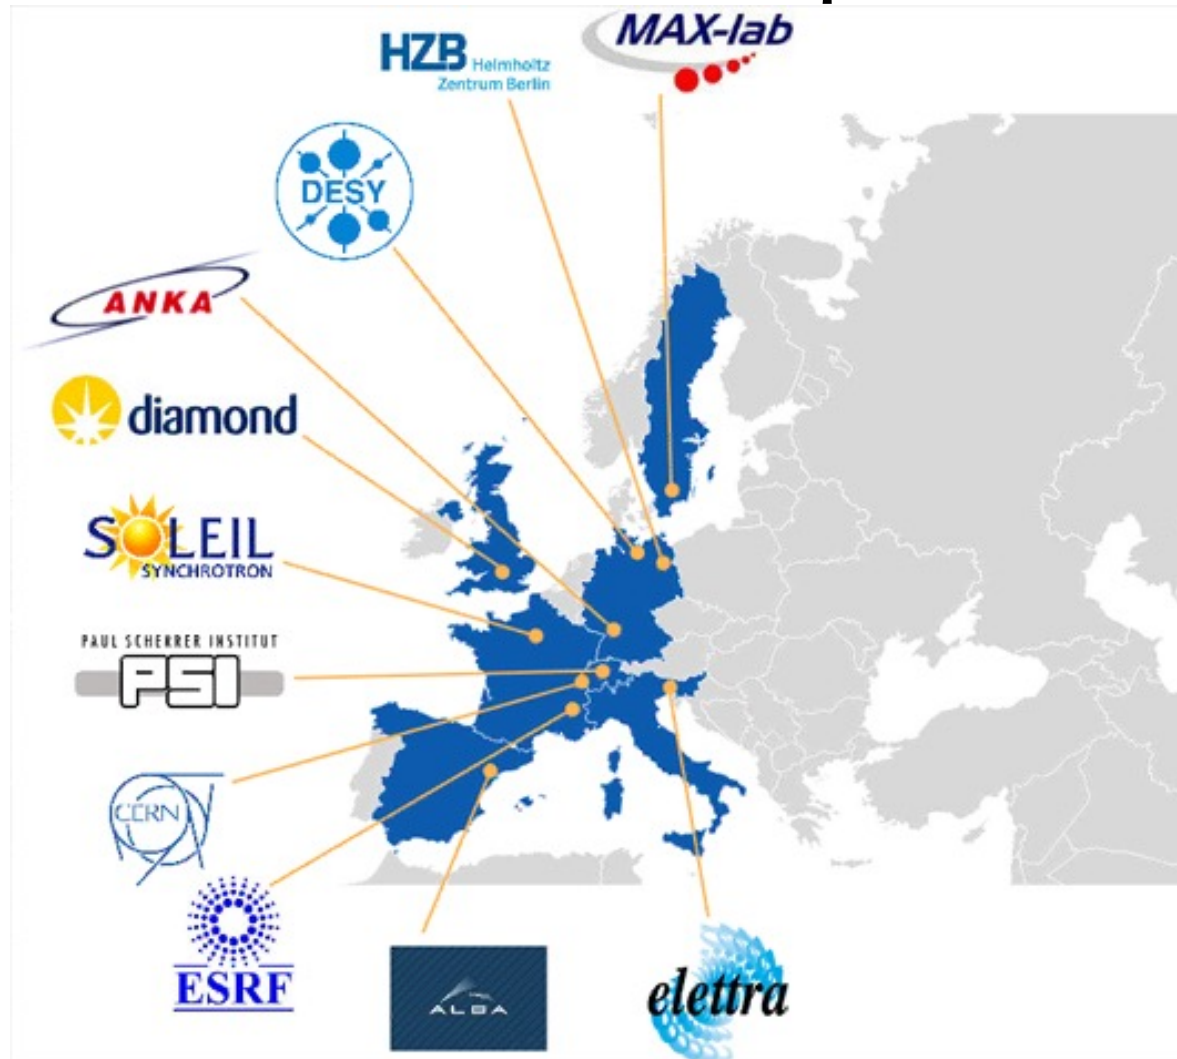 MAX-lab
HZB Helmholtz
Zentrum Berlin
DESY
ANKA
diamond
SOLEIL
SYNCHROTRON
PAUL SCHERRER INSTITUT
PSI
CERN
ESRF
ALBA
elettra